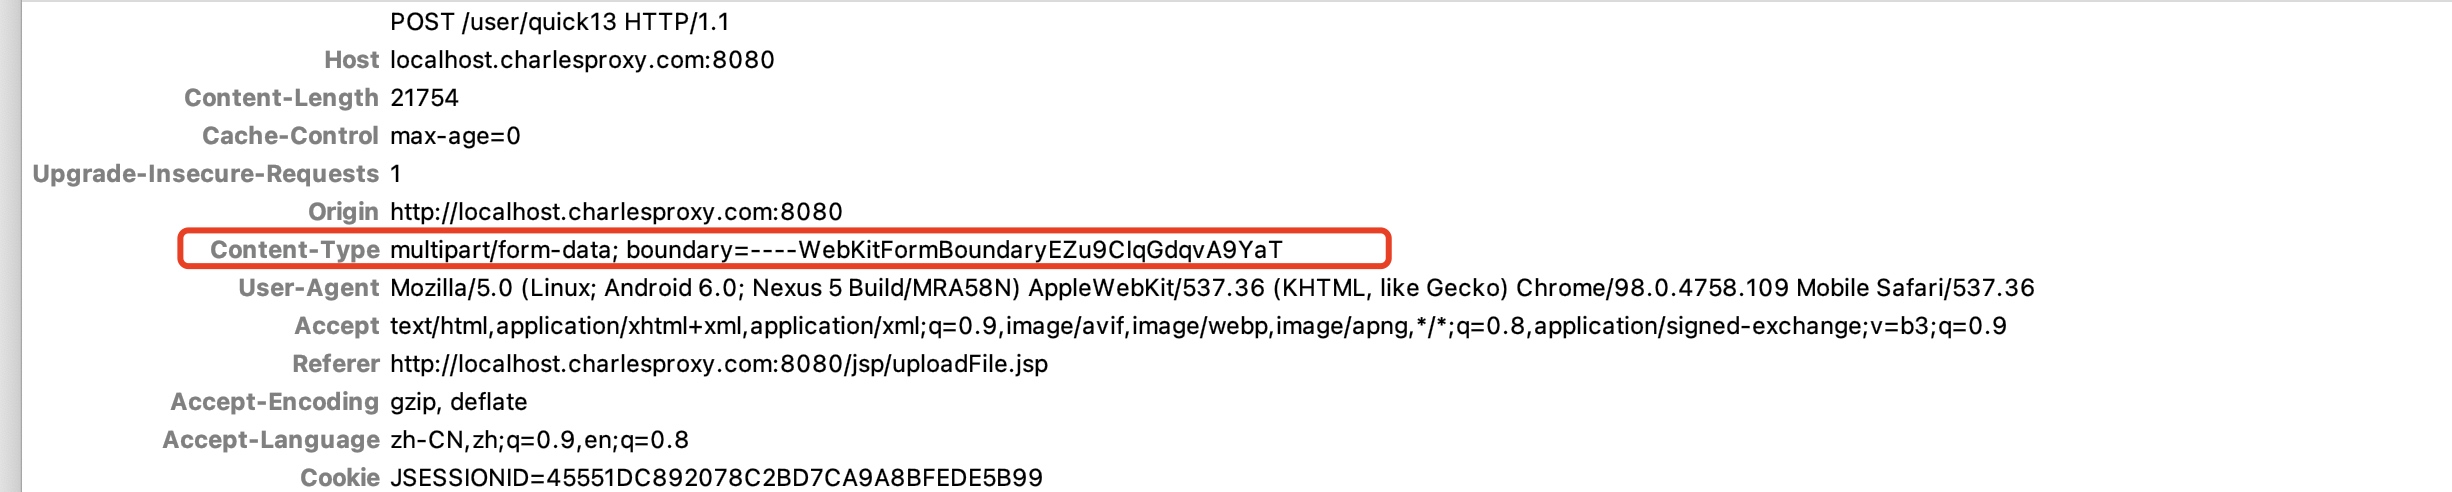 POST /user/quick13 HTTP/1.1
Host localhost.charlesproxy.com:8080
Content-Length 21754
Cache-Control max-age=0
Upgrade-Insecure-Requests 1
Origin http://localhost.charlesproxy.com:8080
Content-Type multipart/form-data; boundary=----WebKitFormBoundaryEZu9CIqGdqvA9YaT
User-Agent Mozilla/5.0 (Linux; Android 6.0; Nexus 5 Build/MRA58N) AppleWebKit/537.36 (KHTML, like Gecko) Chrome/98.0.4758.109 Mobile Safari/537.36
Accept text/html,application/xhtml+xml,application/xml;q=0.9,image/avif,image/webp,image/apng,*/*;q=0.8,application/signed-exchange;v=b3;q=0.9
Referer http://localhost.charlesproxy.com:8080/jsp/uploadFile.jsp
Accept-Encoding gzip, deflate
Accept-Language zh-CN,zh;q=0.9,en;q=0.8
Cookie JSESSIONID=45551DC892078C2BD7CA9A8BFEDE5B99